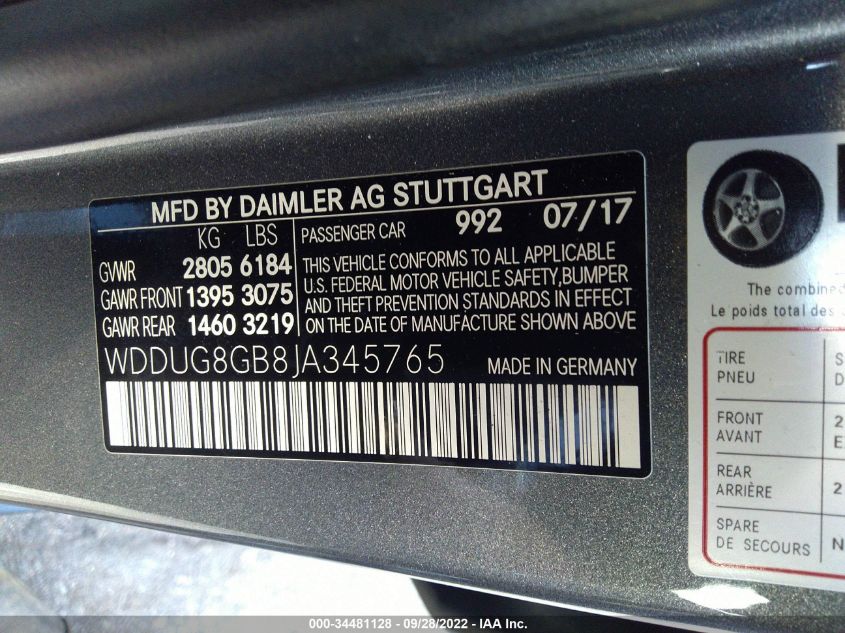 MFD BY DAIMLER AG STUTTGART
KG LBS
GVWR 2805 6184
GAWR FRONT 1395 3075
GAWR REAR 1460 3219
PASSENGER CAR 992 07/17
THIS VEHICLE CONFORMS TO ALL APPLICABLE
U.S. FEDERAL MOTOR VEHICLE SAFETY,BUMPER
AND THEFT PREVENTION STANDARDS IN EFFECT
ON THE DATE OF MANUFACTURE SHOWN ABOVE
WDDUG8GB8JA345765 MADE IN GERMANY
The combined
Le poids total des
TIRE
PNEU
FRONT
AVANT
REAR
ARRIÈRE
SPARE
DE SECOURS
000-34481128 - 09/28/2022 - IAA Inc.